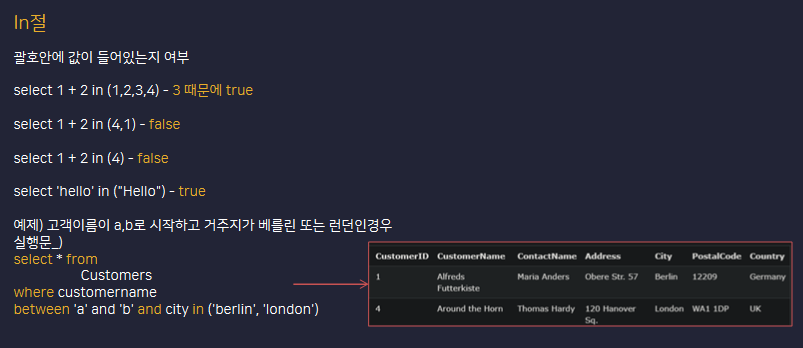 In절
괄호안에 값이 들어있는지 여부
select 1 + 2 in (1,2,3,4) - 3 때문에 true
select 1 + 2 in (4,1) - false
select 1 + 2 in (4) - false
select 'hello' in ("Hello") - true
예제) 고객이름이 a,b로 시작하고 거주지가 베를린 또는 런던인경우
실행문_)
select * from
Customers
where customername
between 'a' and 'b' and city in ('berlin', 'london')
CustomerID CustomerName ContactName Address City PostalCode Country
1 Alfreds Futterkiste Maria Anders Obere Str. 57 Berlin 12209 Germany
4 Around the Horn Thomas Hardy 120 Hanover Sq. London WA1 1DP UK